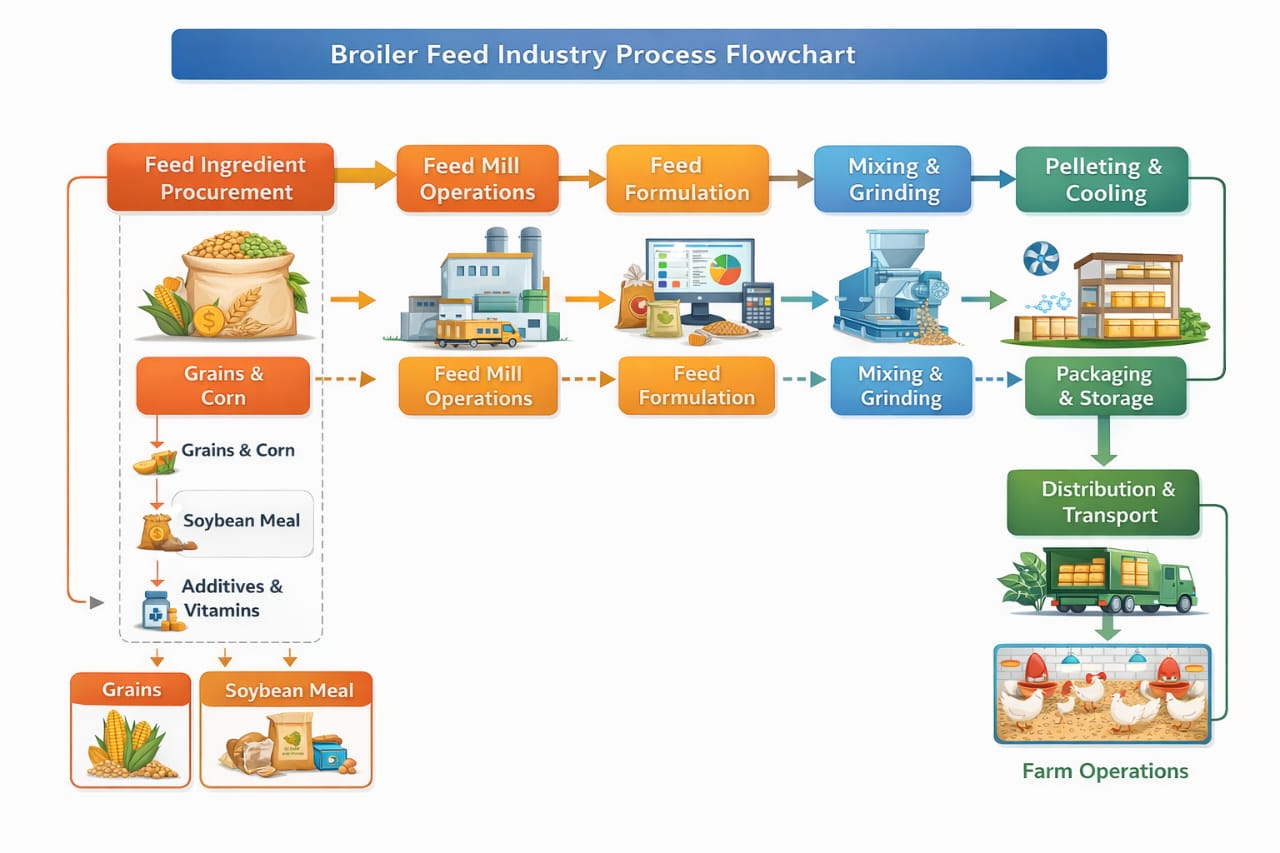 Broiler Feed Industry Process Flowchart
Feed Ingredient
Procurement
Feed Mill
Operations
Feed
Formulation
Mixing &
Grinding
Pelleting &
Cooling
Grains &
Corn
Feed Mill
Operations
Feed
Formulation
Mixing &
Grinding
Packaging
& Storage
Grains & Corn
Soybean Meal
Additives &
Vitamins
Distribution &
Transport
Grains
Soybean Meal
Farm Operations